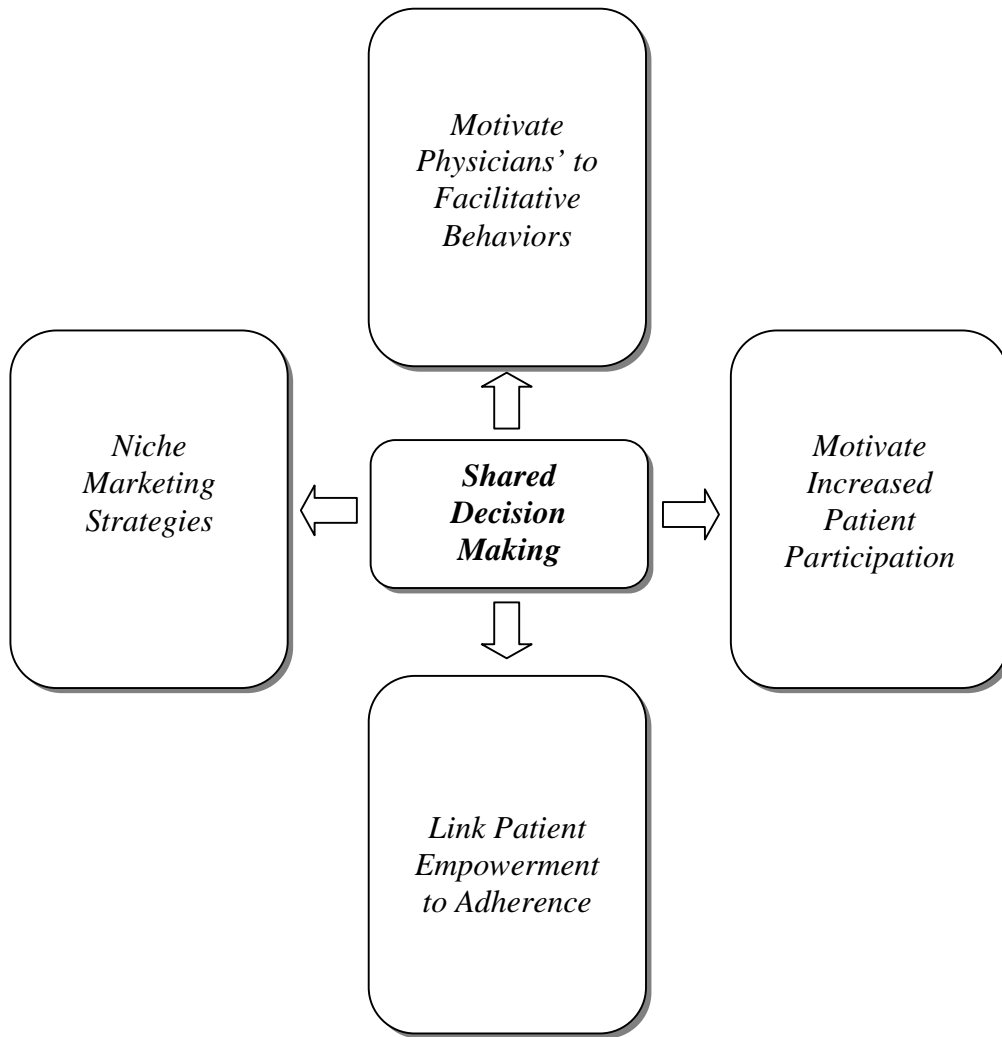 Motivate
Physicians’ to
Facilitative
Behaviors
Niche
Marketing
Strategies
Shared
Decision
Making
Motivate
Increased
Patient
Participation
Link Patient
Empowerment
to Adherence